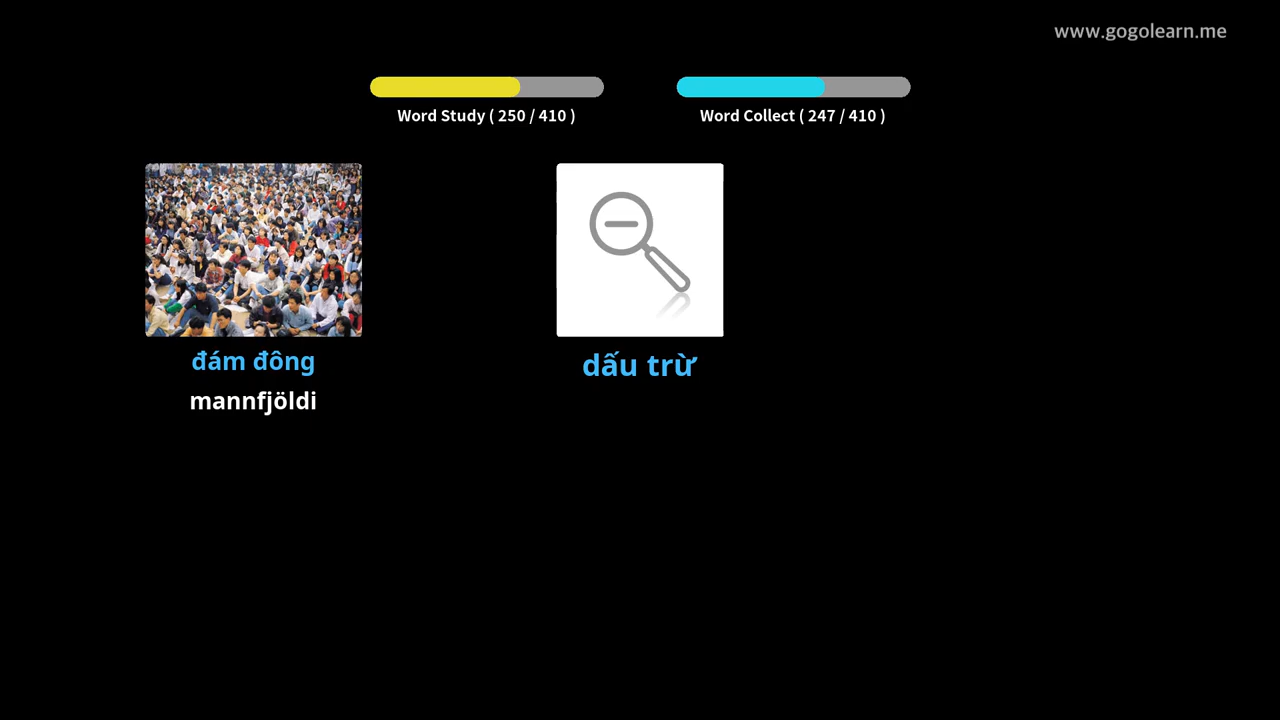 www.gogolearn.me
Word Study ( 250 / 410 )
Word Collect ( 247 / 410 )
đám đông
mannfjöldi
dấu trừ